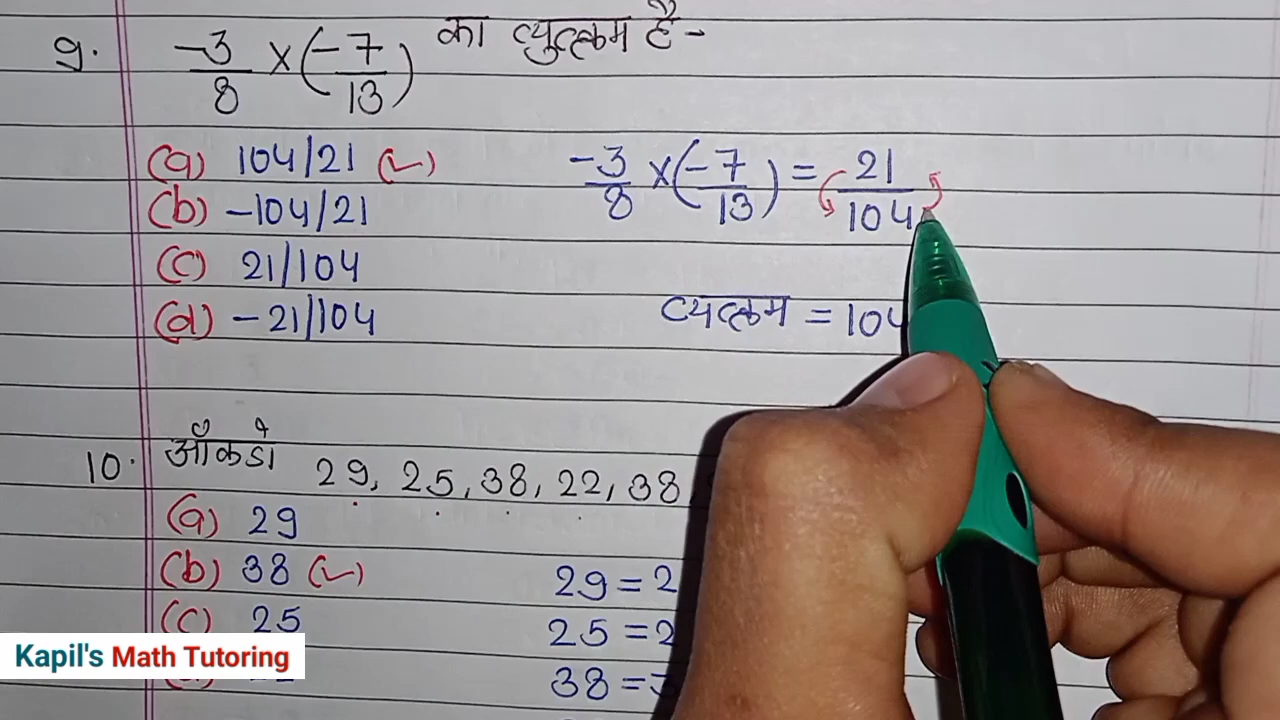 9. -3/8 × (-7/13) का व्युत्क्रम है -
(a) 104/21 (✓)
(b) -104/21
(c) 21/104
(d) -21/104
-3/8 × (-7/13) = 21/104
व्यत्क्रम = 104
10. आँकडो 29, 25, 38, 22, 38
(a) 29
(b) 38 (✓)
(c) 25
29 = 2
25 = 2
38 =
Kapil's Math Tutoring